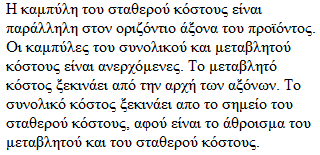 Η καμπύλη του σταθερού κόστους είναι
παράλληλη στον οριζόντιο άξονα του προϊόντος.
Οι καμπύλες του συνολικού και μεταβλητού
κόστους είναι ανερχόμενες. Το μεταβλητό
κόστος ξεκινάει από την αρχή των αξόνων. Το
συνολικό κόστος ξεκινάει απο το σημείο του
σταθερού κόστους, αφού είναι το άθροισμα του
μεταβλητού και του σταθερού κόστους.